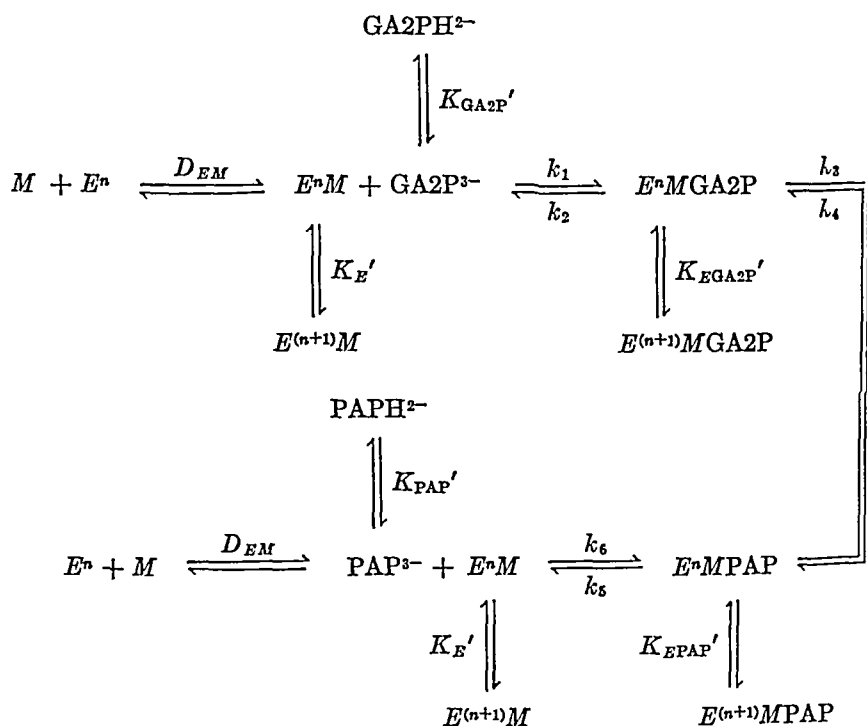 GA2PH²⁻
K_GA2P′
M + Eⁿ D_EM EⁿM + GA2P³⁻ k₁ k₂ EⁿMGA2P k₃ k₄
K_E′ K_EGA2P′
E⁽ⁿ⁺¹⁾M E⁽ⁿ⁺¹⁾MGA2P
PAPH²⁻
K_PAP′
Eⁿ + M D_EM PAP³⁻ + EⁿM k₆ k₅ EⁿMPAP
K_E′ K_EPAP′
E⁽ⁿ⁺¹⁾M E⁽ⁿ⁺¹⁾MPAP